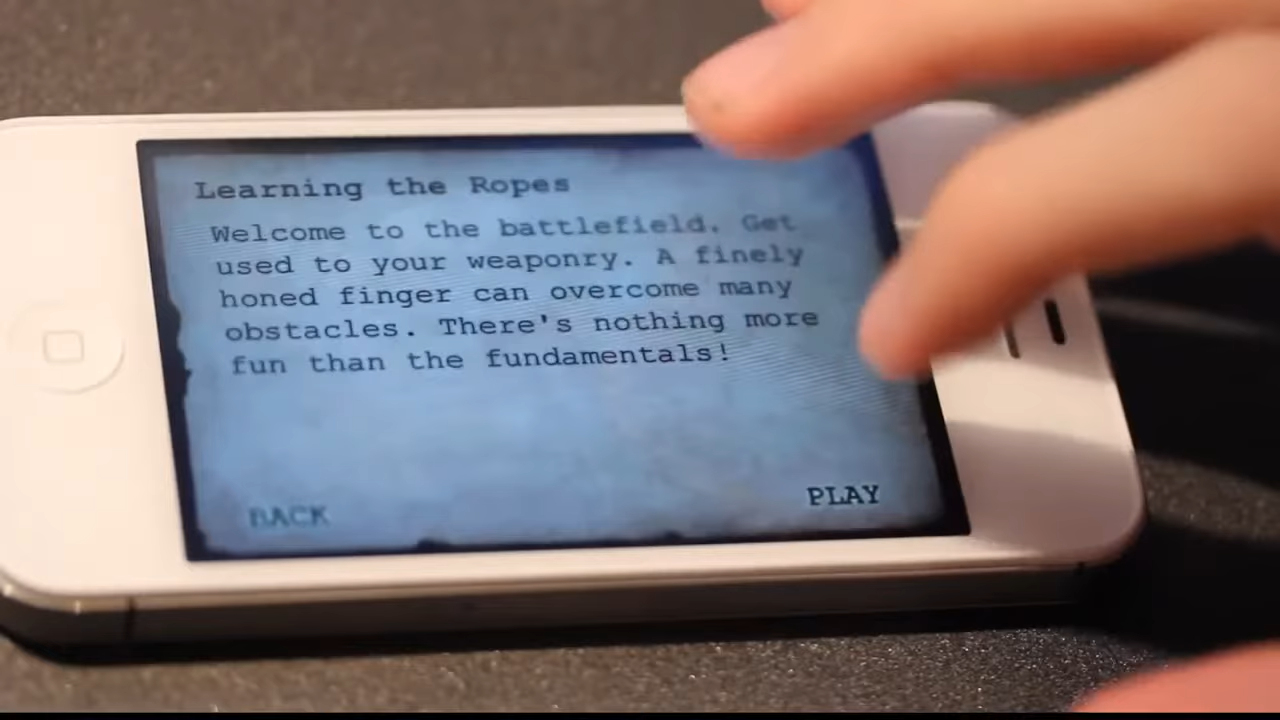 Learning the Ropes
Welcome to the battlefield. Get
used to your weaponry. A finely
honed finger can overcome many
obstacles. There's nothing more
fun than the fundamentals!
BACK
PLAY